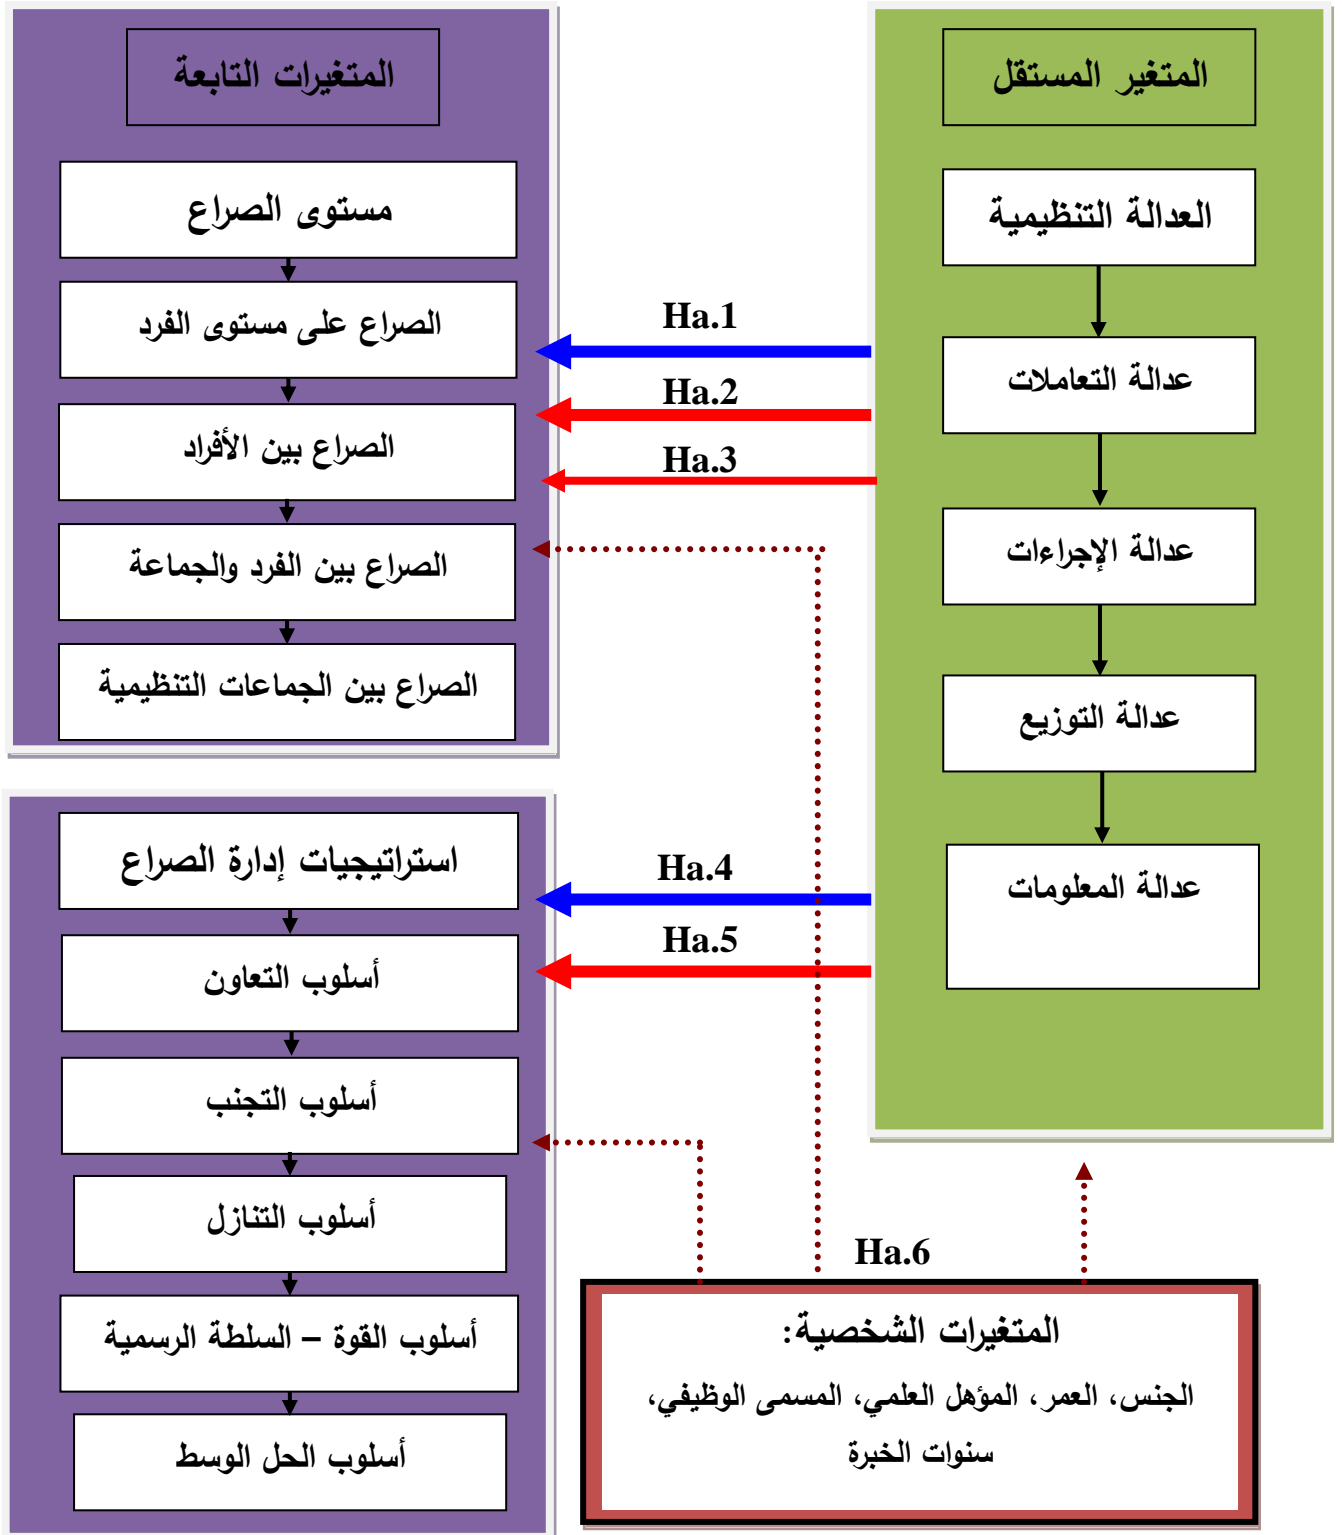 المتغير المستقل
العدالة التنظيمية
عدالة التعاملات
عدالة الإجراءات
عدالة التوزيع
عدالة المعلومات
Ha.1
Ha.2
Ha.3
Ha.4
Ha.5
Ha.6
المتغيرات التابعة
مستوى الصراع
الصراع على مستوى الفرد
الصراع بين الأفراد
الصراع بين الفرد والجماعة
الصراع بين الجماعات التنظيمية
استراتيجيات إدارة الصراع
أسلوب التعاون
أسلوب التجنب
أسلوب التنازل
أسلوب القوة – السلطة الرسمية
أسلوب الحل الوسط
المتغيرات الشخصية:
الجنس، العمر، المؤهل العلمي، المسمى الوظيفي،
سنوات الخبرة